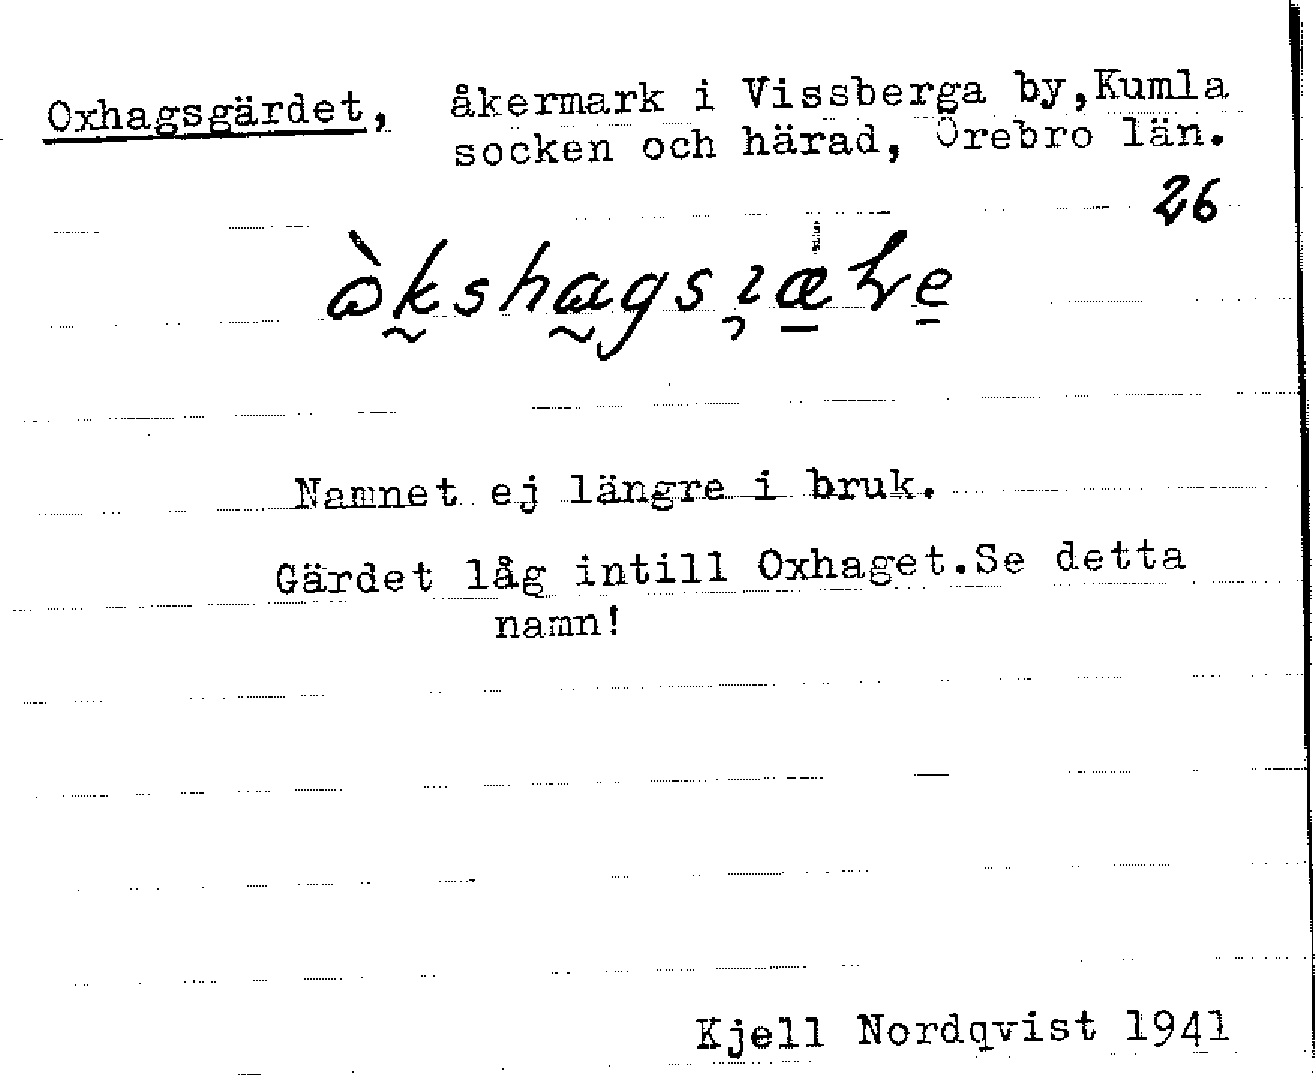 Oxhagsgärdet, åkermark i Vissberga by,Kumla
socken och härad, Örebro län.
26
Namnet ej längre i bruk.
Gärdet låg intill Oxhaget.Se detta
namn!
Kjell Nordqvist 1941